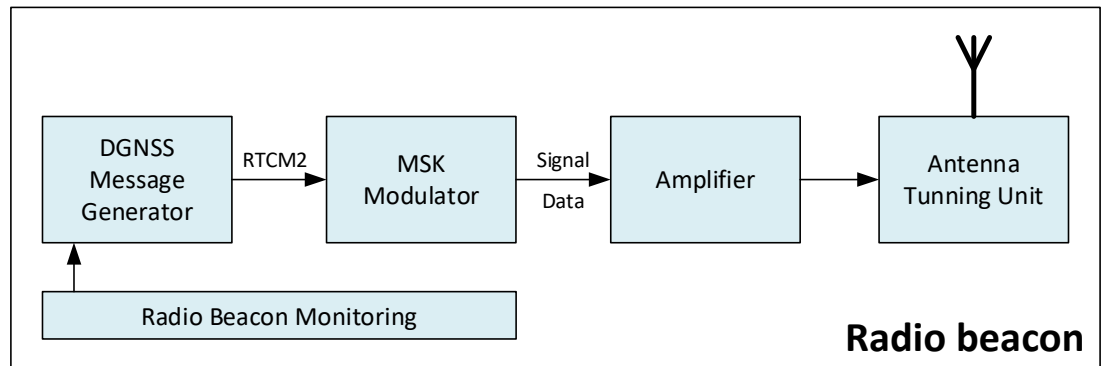 DGNSS
Message
Generator
RTCM2
MSK
Modulator
Signal
Data
Amplifier
Antenna
Tunning Unit
Radio Beacon Monitoring
Radio beacon